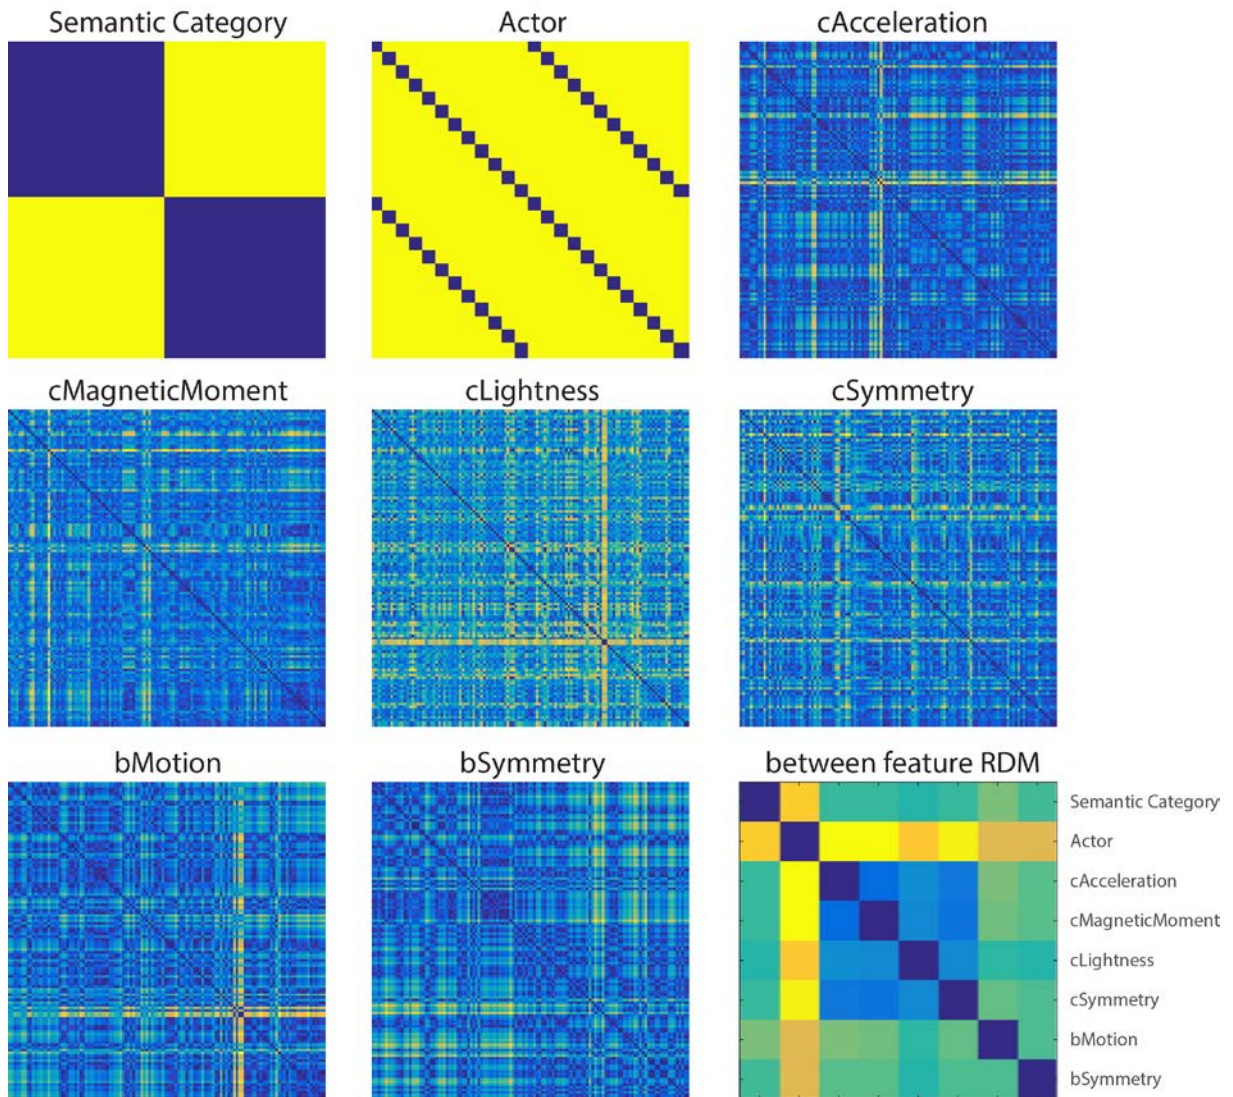 Semantic Category
Actor
cAcceleration
cMagneticMoment
cLightness
cSymmetry
bMotion
bSymmetry
between feature RDM
Semantic Category
Actor
cAcceleration
cMagneticMoment
cLightness
cSymmetry
bMotion
bSymmetry